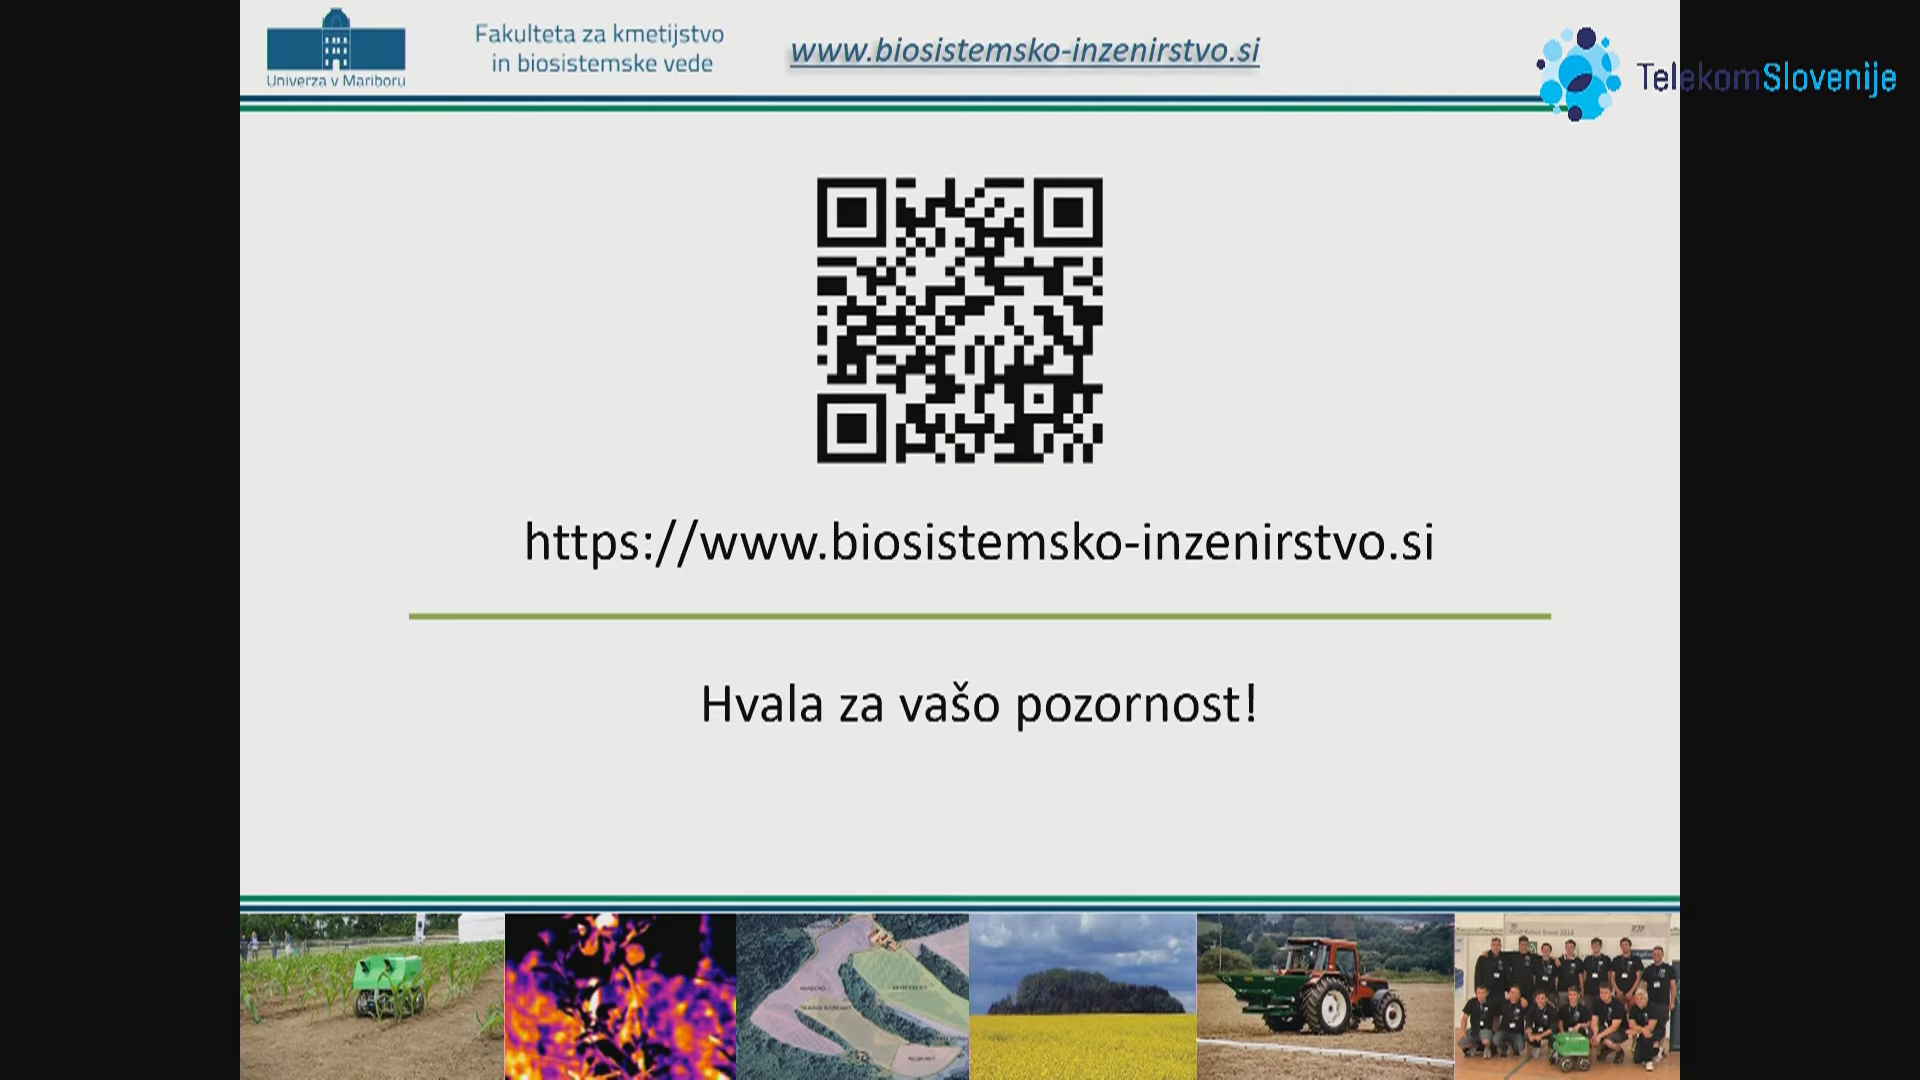 Univerza v Mariboru
Fakulteta za kmetijstvo
in biosistemske vede
www.biosistemsko-inzenirstvo.si
TelekomSlovenije
https://www.biosistemsko-inzenirstvo.si
Hvala za vašo pozornost!